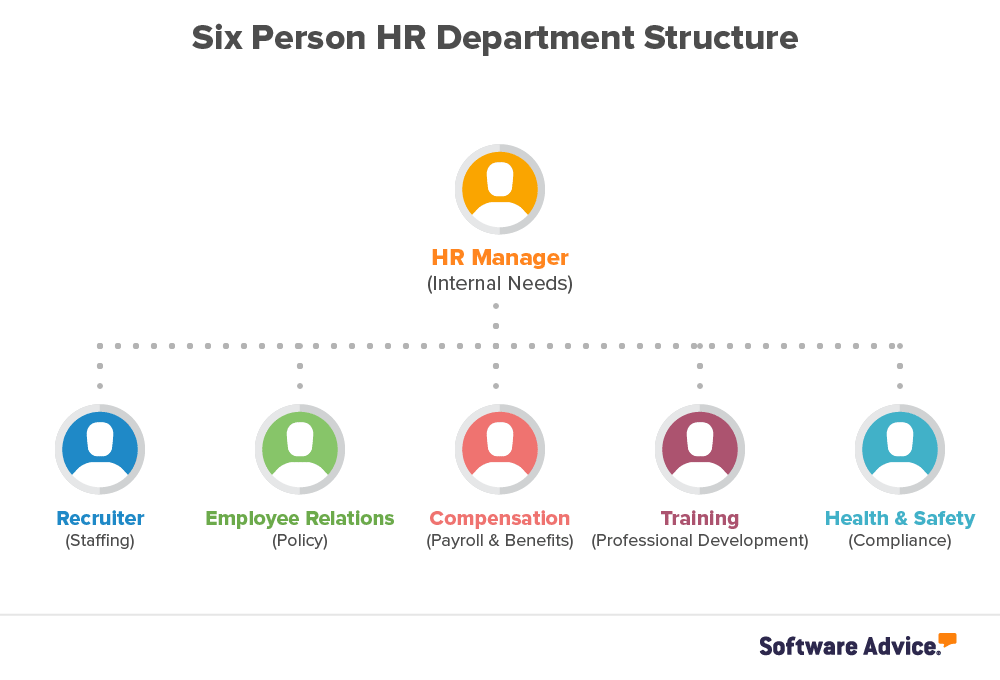 Six Person HR Department Structure
HR Manager
(Internal Needs)
Recruiter
(Staffing)
Employee Relations
(Policy)
Compensation
(Payroll & Benefits)
Training
(Professional Development)
Health & Safety
(Compliance)
Software Advice.